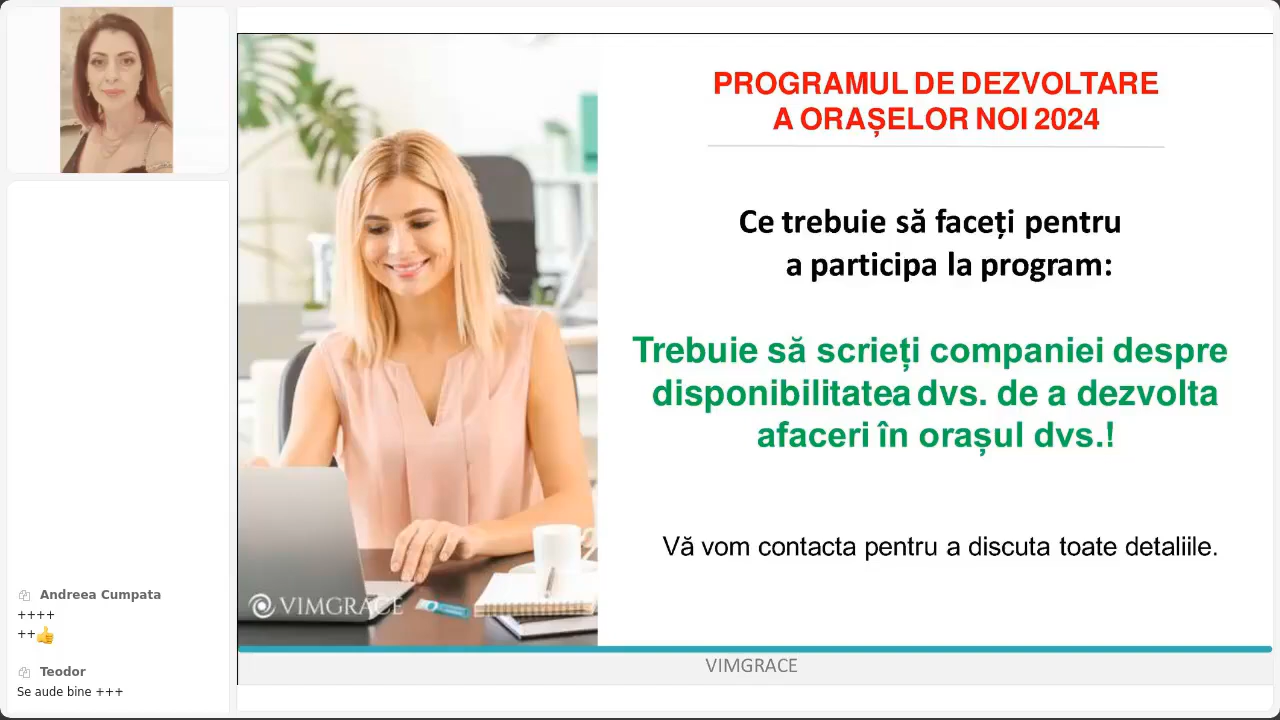 PROGRAMUL DE DEZVOLTARE
A ORAȘELOR NOI 2024
Ce trebuie să faceți pentru
a participa la program:
Trebuie să scrieți companiei despre
disponibilitatea dvs. de a dezvolta
afaceri în orașul dvs.!
Vă vom contacta pentru a discuta toate detaliile.
VIMGRACE
VIMGRACE
Andreea Cumpata
++++
++👍
Teodor
Se aude bine +++